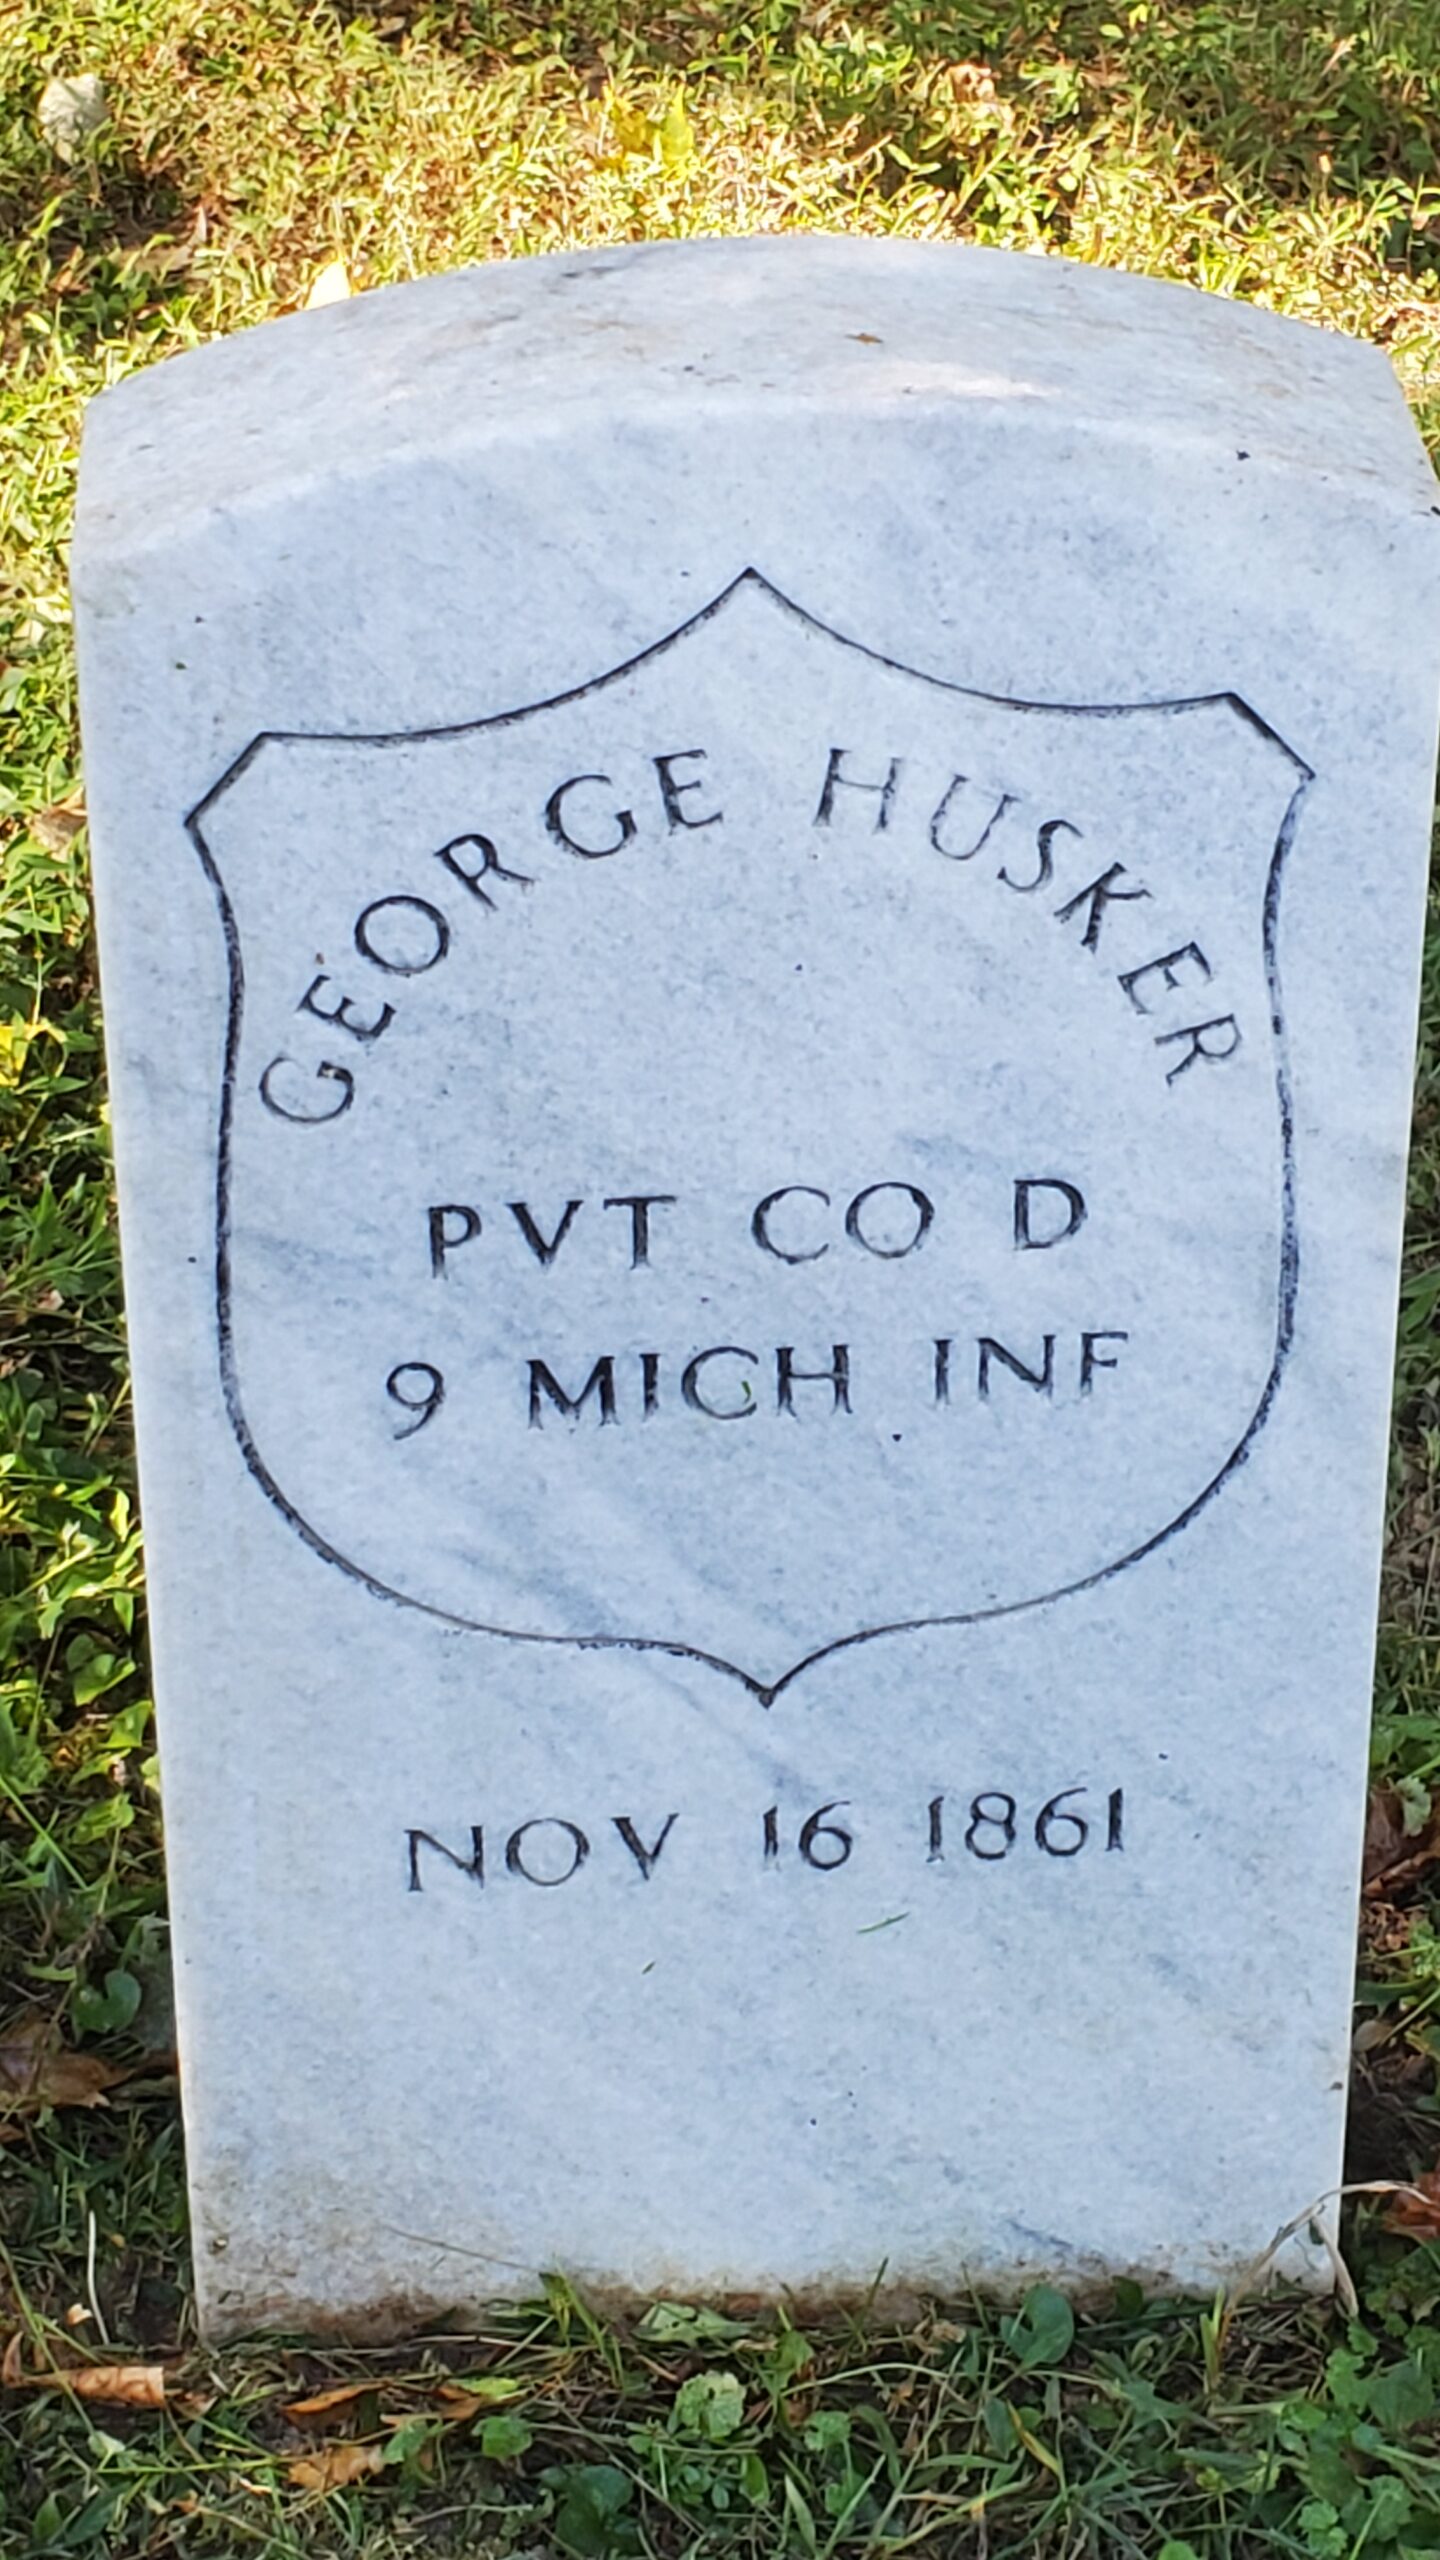 GEORGE HUSKER
PVT CO D
9 MICH INF
NOV 16 1861